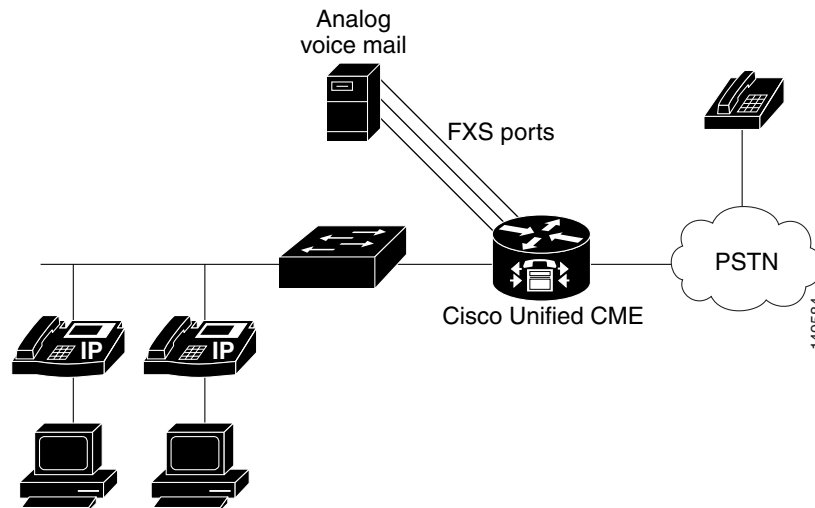 Analog
voice mail
FXS ports
PSTN
Cisco Unified CME
IP
IP